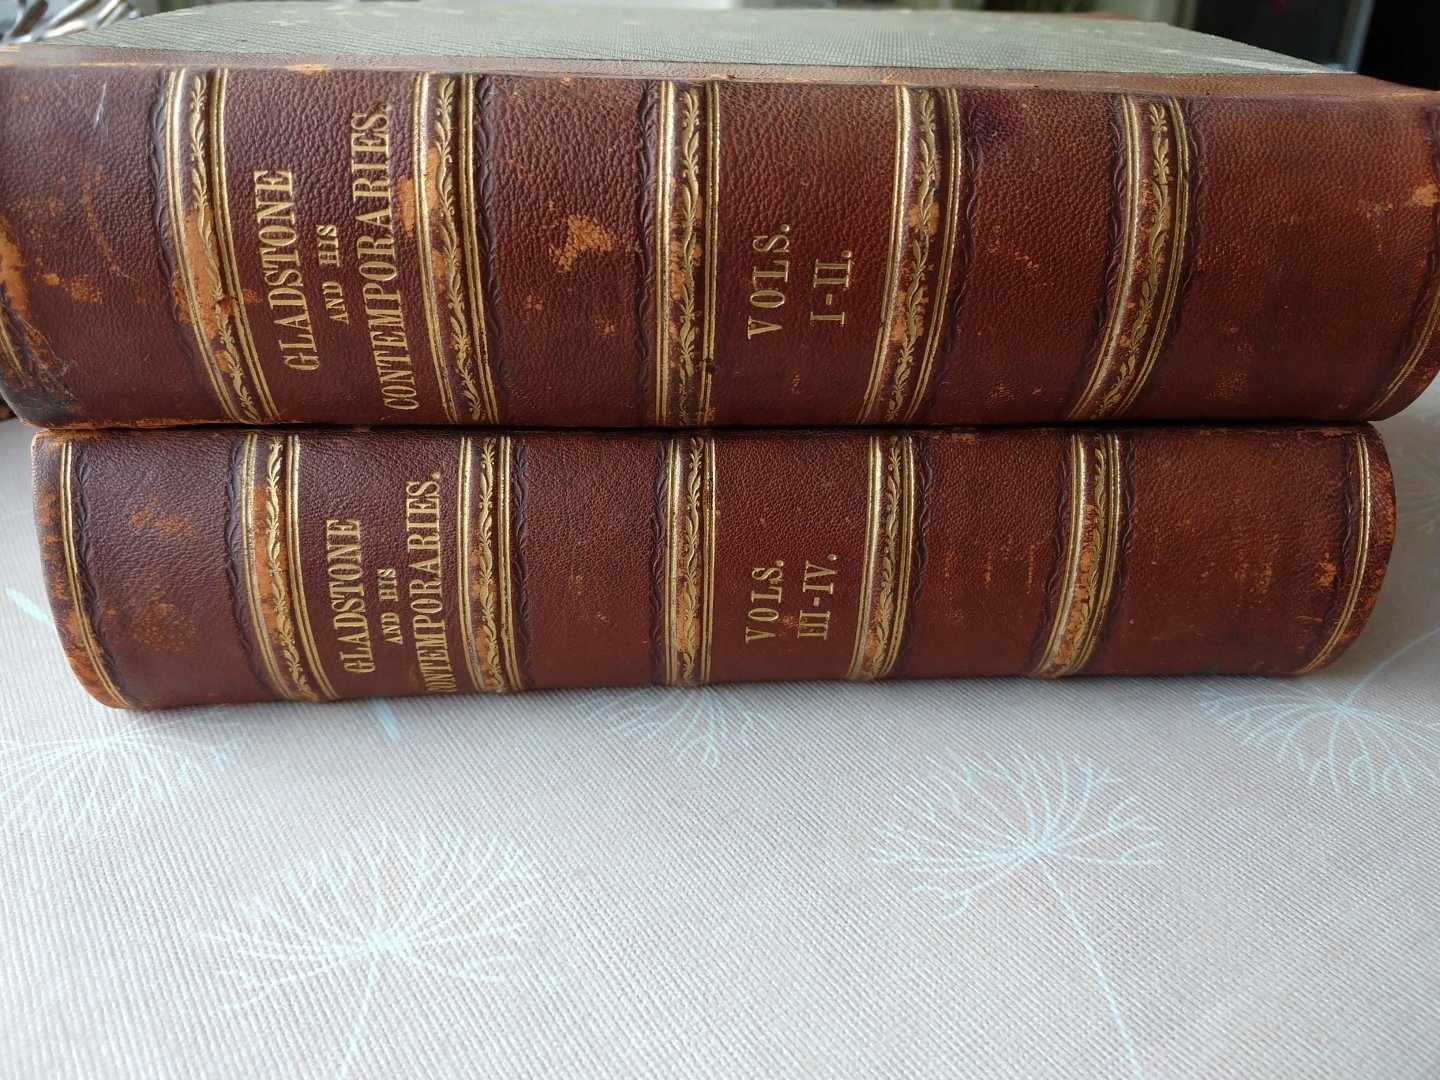 GLADSTONE
AND HIS
CONTEMPORARIES.
VOLS.
I-II.
GLADSTONE
AND HIS
CONTEMPORARIES.
VOLS.
III-IV.